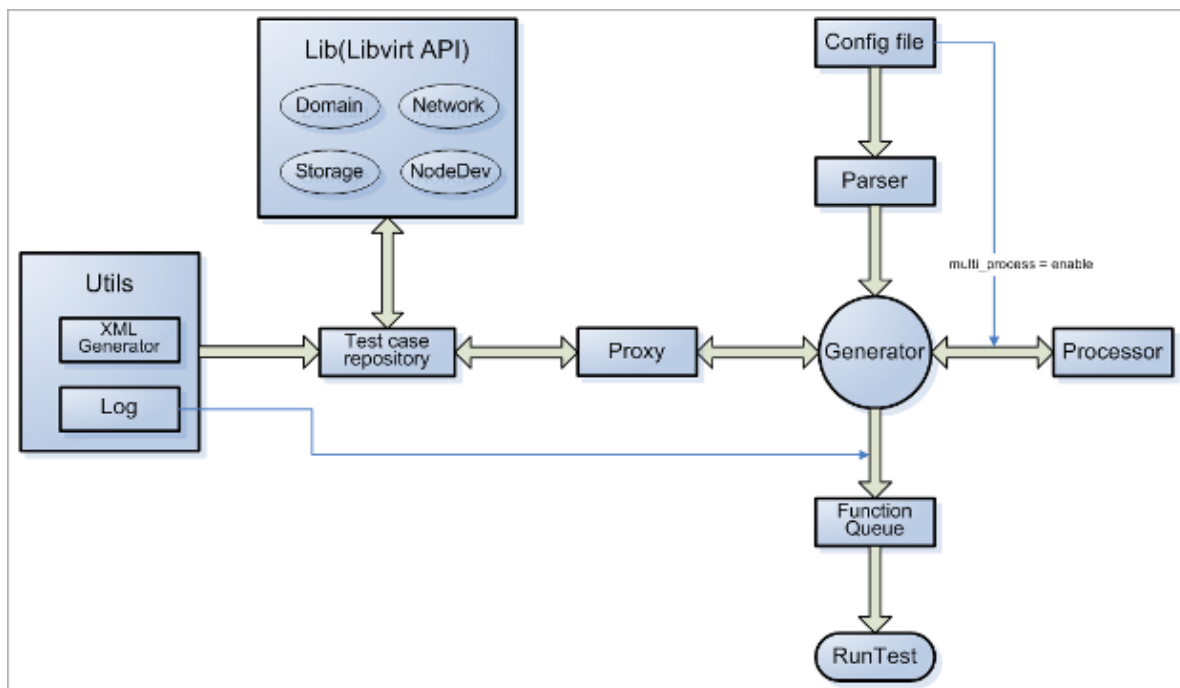 Lib(Libvirt API)
Domain
Network
Storage
NodeDev
Config file
Parser
multi_process = enable
Utils
XML
Generator
Log
Test case
repository
Proxy
Generator
Processor
Function
Queue
RunTest